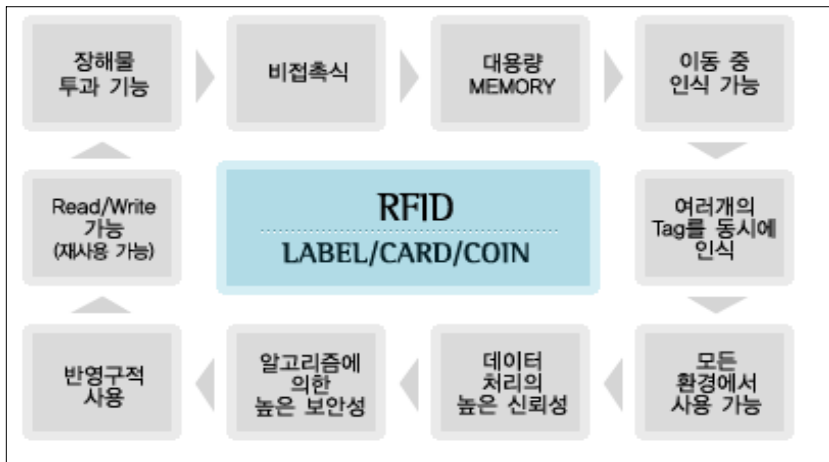 장해물
투과 기능
비접촉식
대용량
MEMORY
이동 중
인식 가능
Read/Write
가능
(재사용 가능)
RFID
LABEL/CARD/COIN
여러개의
Tag를 동시에
인식
반영구적
사용
알고리즘에
의한
높은 보안성
데이터
처리의
높은 신뢰성
모든
환경에서
사용 가능